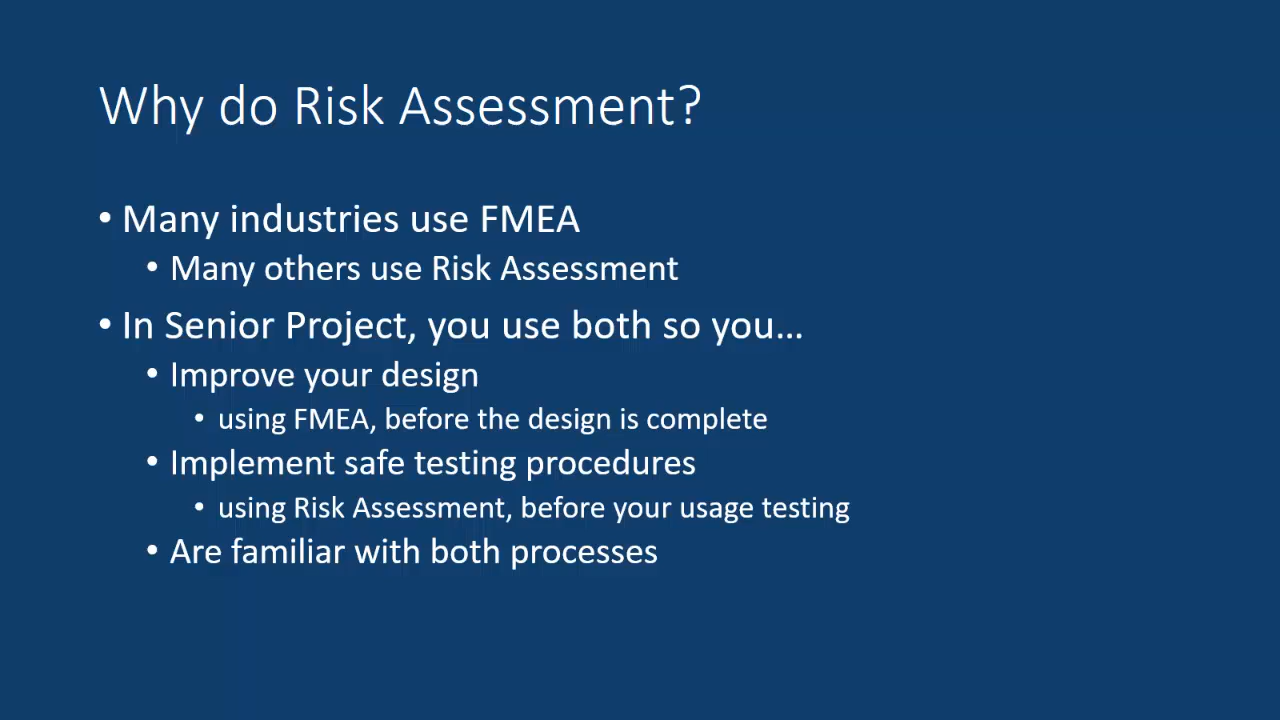 Why do Risk Assessment?
• Many industries use FMEA
• Many others use Risk Assessment
• In Senior Project, you use both so you…
• Improve your design
• using FMEA, before the design is complete
• Implement safe testing procedures
• using Risk Assessment, before your usage testing
• Are familiar with both processes